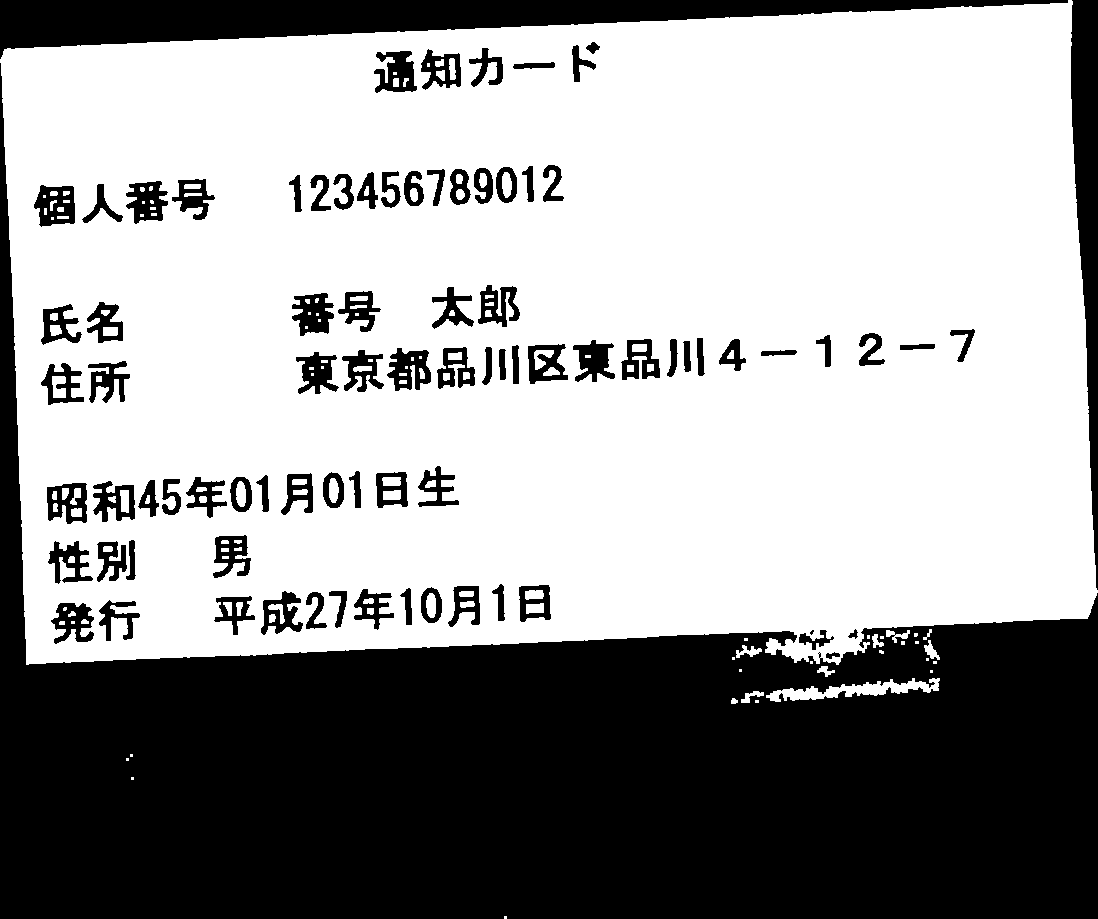 通知カード
個人番号 123456789012
氏名 番号 太郎
住所 東京都品川区東品川4-12-7
昭和45年01月01日生
性別 男
発行 平成27年10月1日